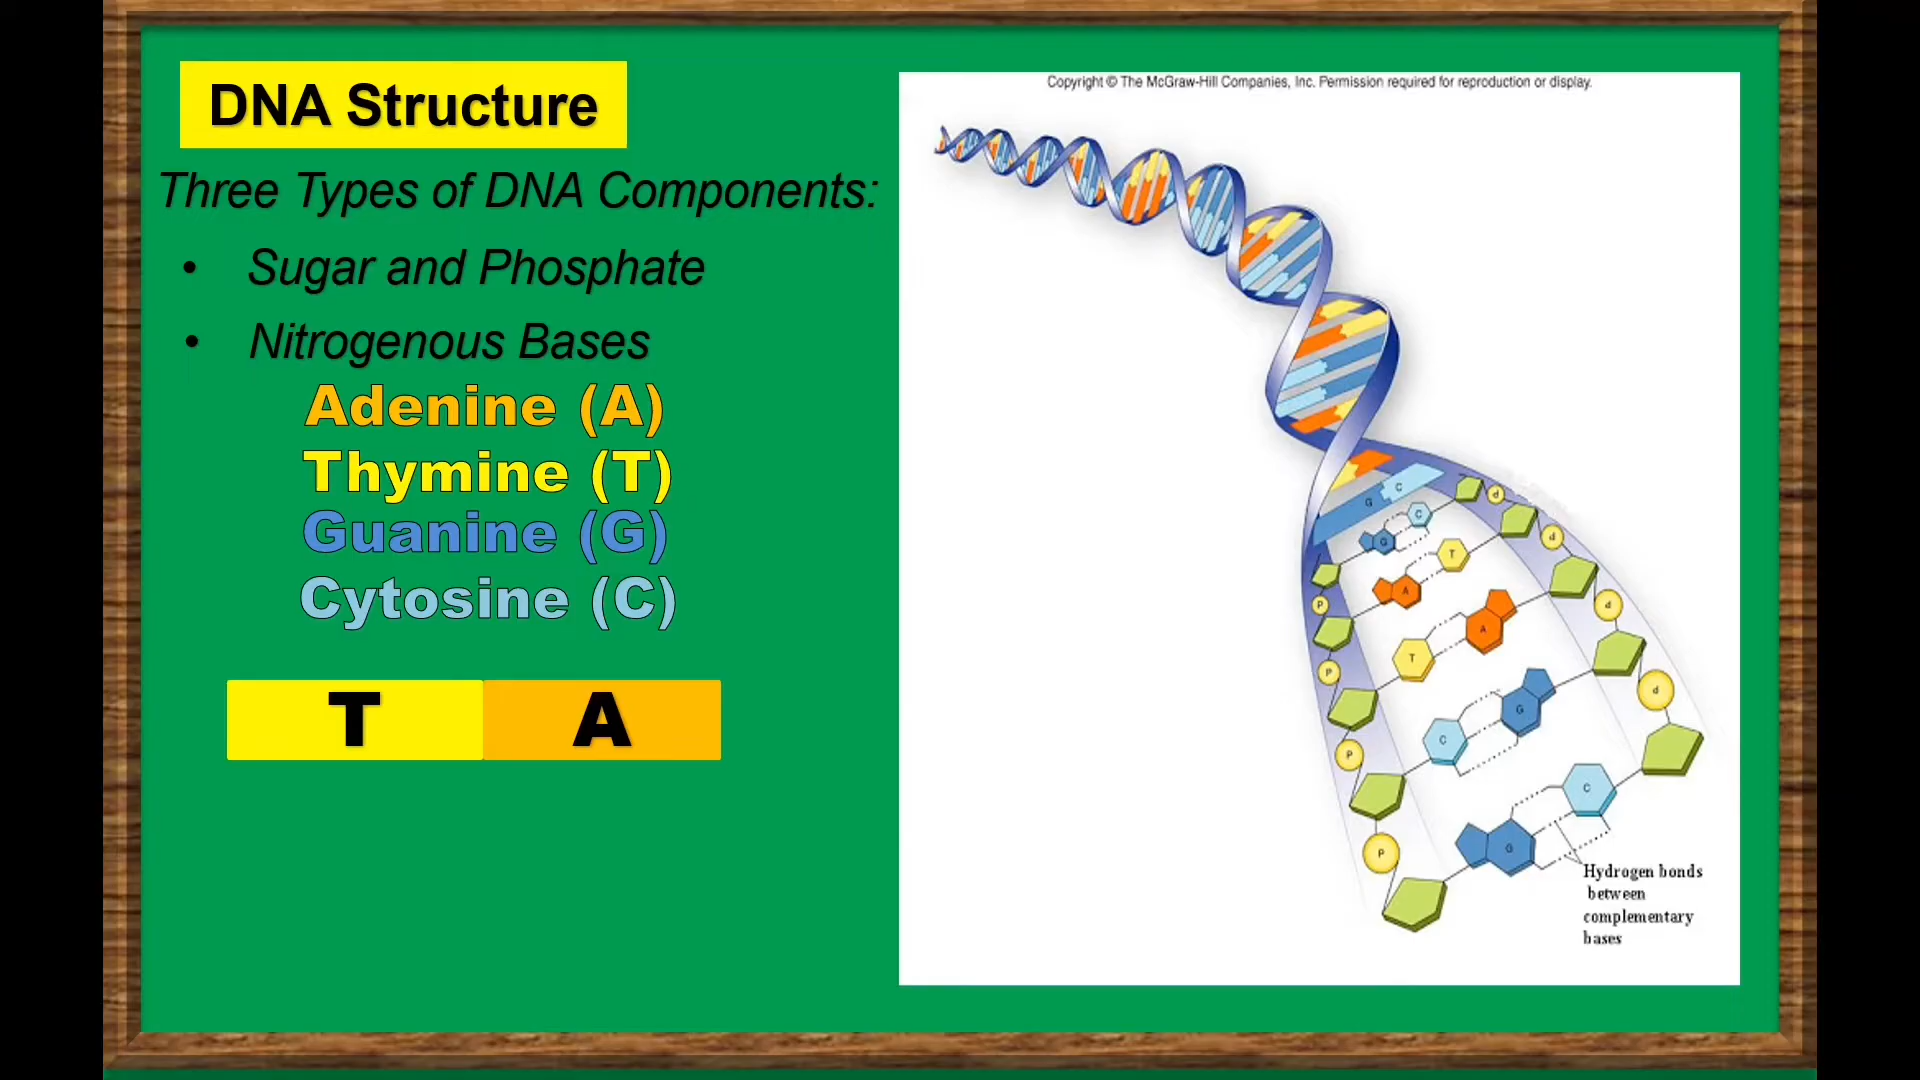 DNA Structure
Three Types of DNA Components:
• Sugar and Phosphate
• Nitrogenous Bases
Adenine (A)
Thymine (T)
Guanine (G)
Cytosine (C)
T A
Copyright © The McGraw-Hill Companies, Inc. Permission required for reproduction or display.
G C
G C
A T
T A
C G
G C
P
P
P
P
P
P
P
P
P
Hydrogen bonds
between
complementary
bases